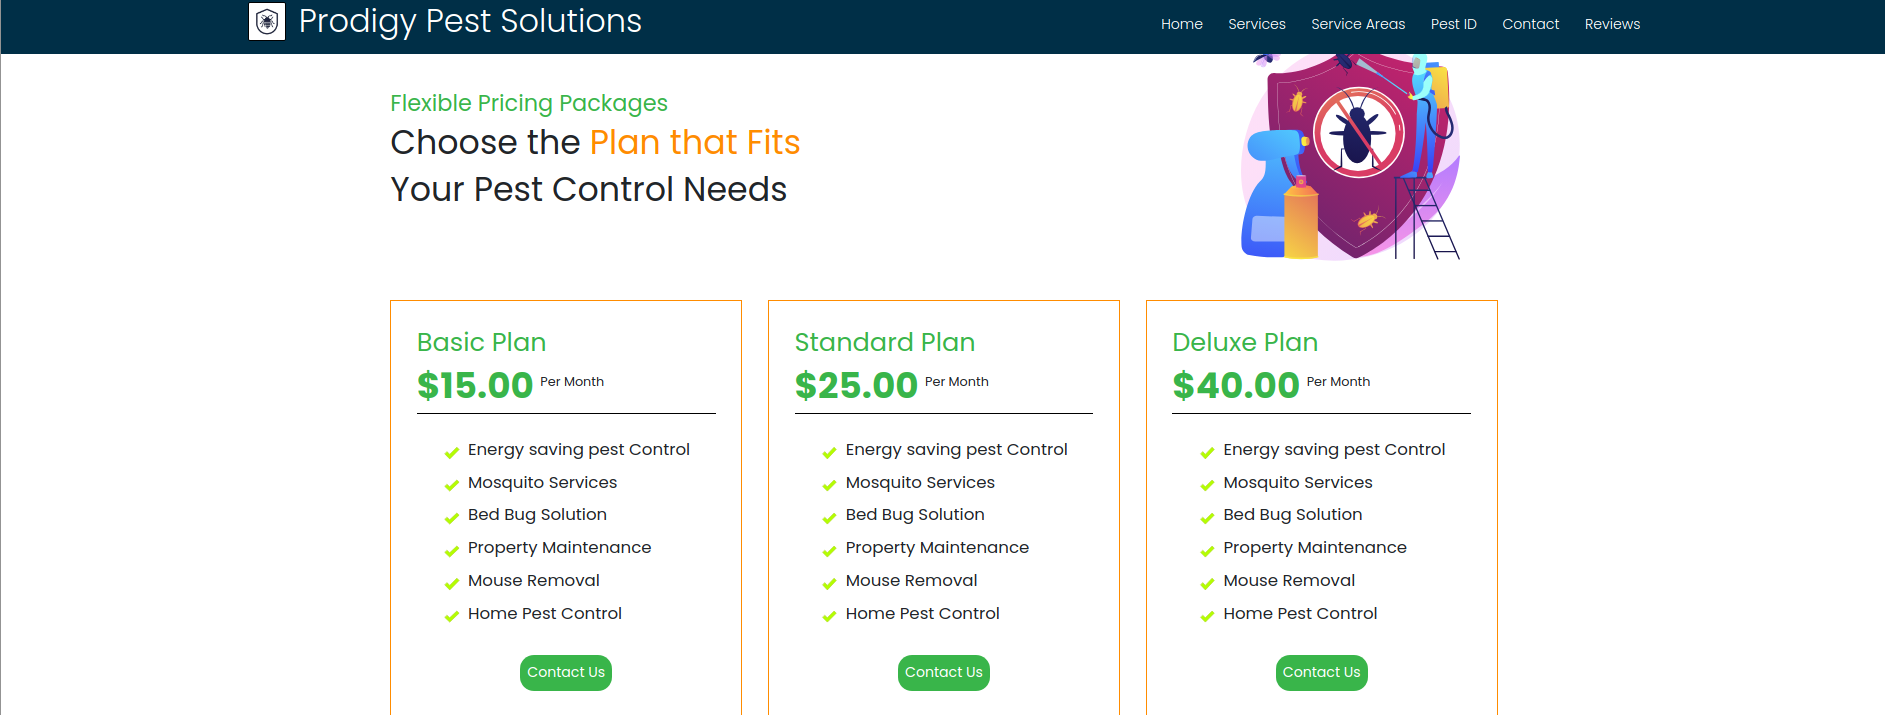 Prodigy Pest Solutions
Home Services Service Areas Pest ID Contact Reviews
Flexible Pricing Packages
Choose the Plan that Fits
Your Pest Control Needs
Basic Plan
$15.00 Per Month
Energy saving pest Control
Mosquito Services
Bed Bug Solution
Property Maintenance
Mouse Removal
Home Pest Control
Contact Us
Standard Plan
$25.00 Per Month
Energy saving pest Control
Mosquito Services
Bed Bug Solution
Property Maintenance
Mouse Removal
Home Pest Control
Contact Us
Deluxe Plan
$40.00 Per Month
Energy saving pest Control
Mosquito Services
Bed Bug Solution
Property Maintenance
Mouse Removal
Home Pest Control
Contact Us